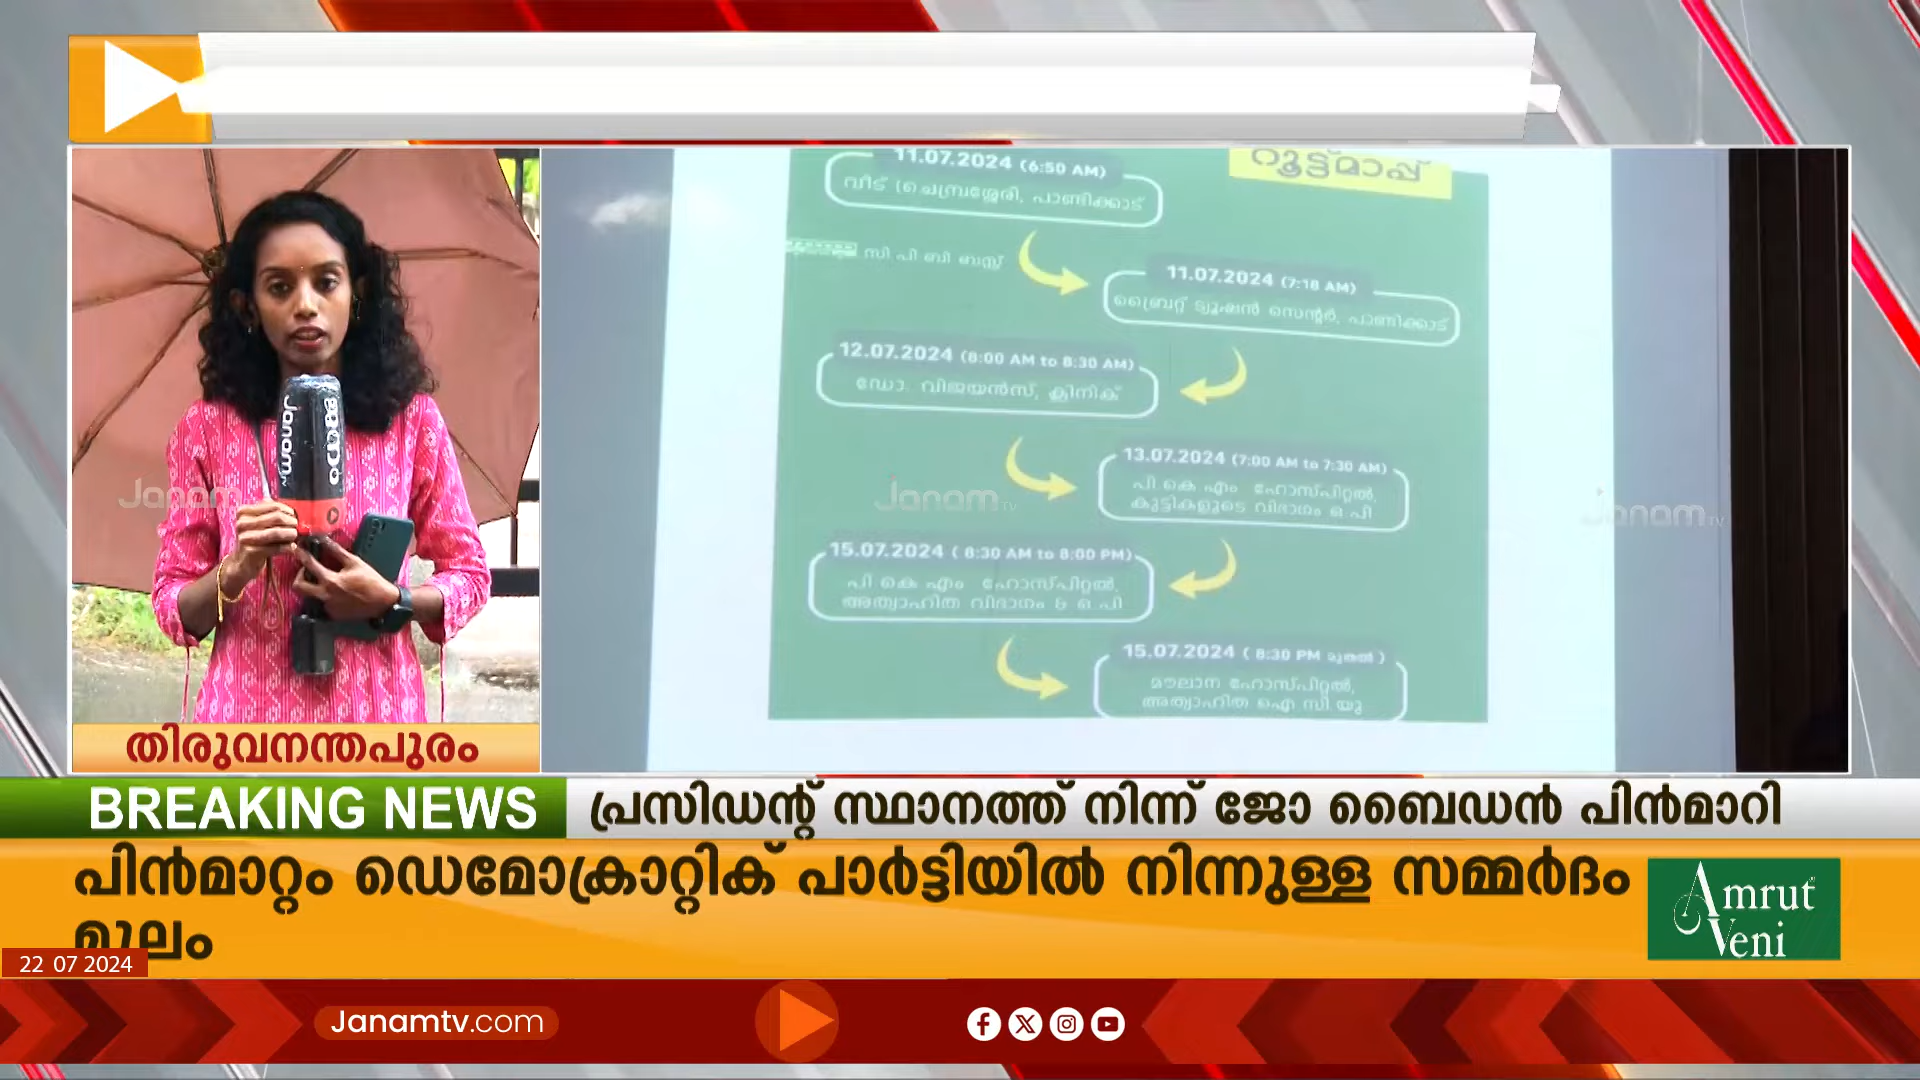 റൂട്ട്മാപ്പ്
11.07.2024 (6:50 AM)
വീട് (ചെമ്പ്രശ്ശേരി, പാണ്ടിക്കാട്
സി പി ബി ബസ്സ്
11.07.2024 (7:18 AM)
ബ്രൈറ്റ് ട്യൂഷൻ സെന്റർ, പാണ്ടിക്കാട്
12.07.2024 (8:00 AM to 8:30 AM)
ഡോ. വിജയൻസ്, ക്ലിനിക്
13.07.2024 (7:00 AM to 7:30 AM)
പി കെ എം ഹോസ്പിറ്റൽ,
കുട്ടികളുടെ വിഭാഗം ഒ പി
15.07.2024 ( 8:30 AM to 8:00 PM)
പി കെ എം ഹോസ്പിറ്റൽ,
അത്യാഹിത വിഭാഗം & ഒ പി
15.07.2024 ( 8:30 PM മുതൽ )
മൗലാന ഹോസ്പിറ്റൽ,
അത്യാഹിത ഐ സി യു
ജനം
Janam TV
Janam
Janam TV
Janam TV
തിരുവനന്തപുരം
BREAKING NEWS
പ്രസിഡന്റ് സ്ഥാനത്ത് നിന്ന് ജോ ബൈഡൻ പിൻമാറി
പിൻമാറ്റം ഡെമോക്രാറ്റിക് പാർട്ടിയിൽ നിന്നുള്ള സമ്മർദം
മൂലം
Amrut
Veni
22 07 2024
Janamtv.com